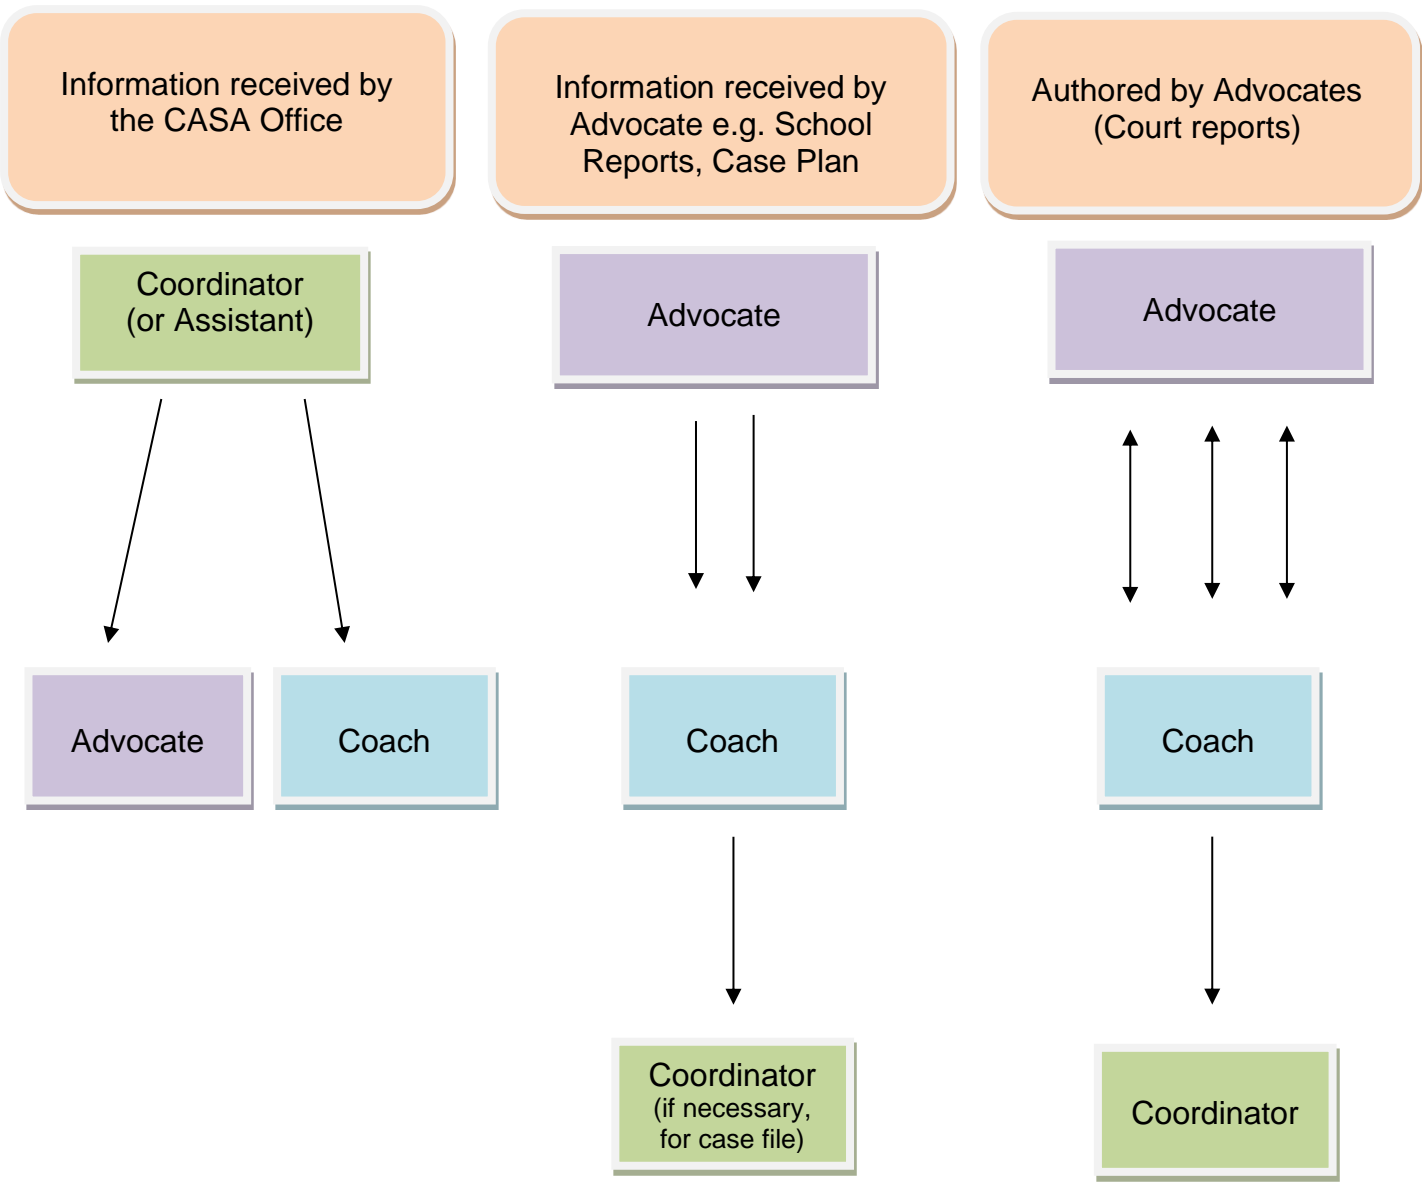 Information received by
the CASA Office
Information received by
Advocate e.g. School
Reports, Case Plan
Authored by Advocates
(Court reports)
Coordinator
(or Assistant)
Advocate
Advocate
Advocate
Coach
Coach
Coach
Coordinator
(if necessary,
for case file)
Coordinator